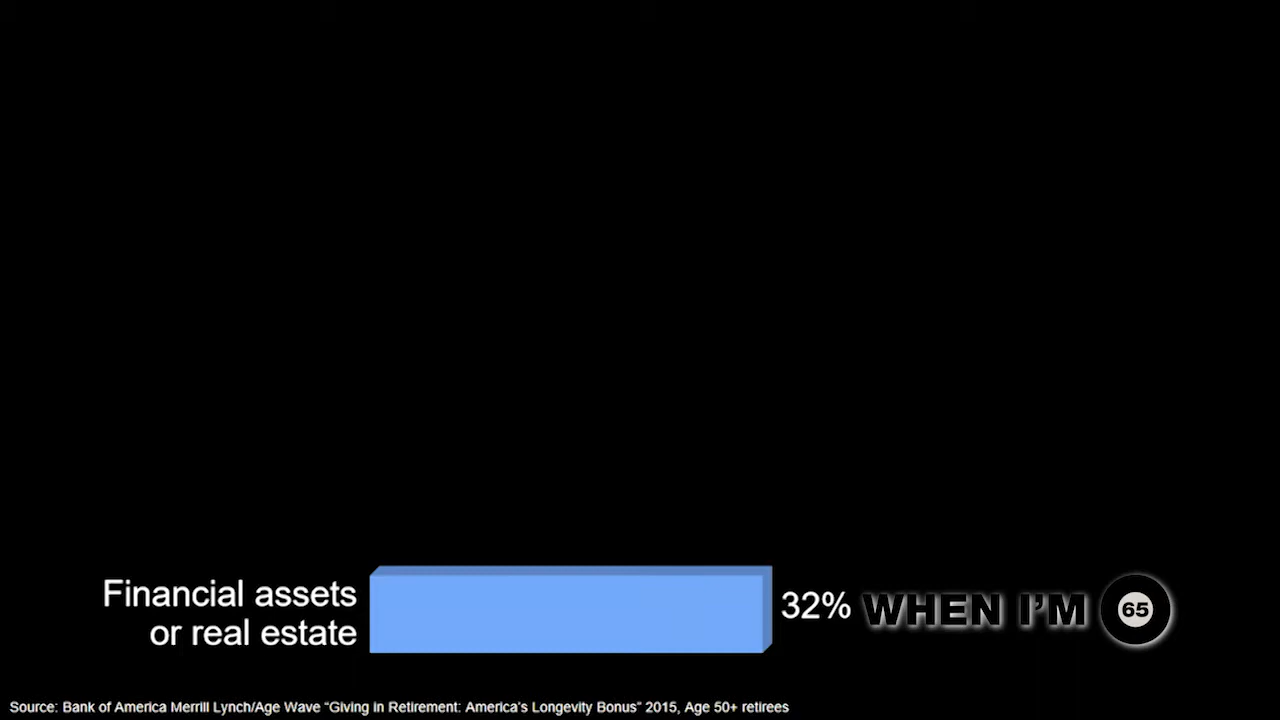 Financial assets
or real estate
32%
WHEN I'M 65
Source: Bank of America Merrill Lynch/Age Wave “Giving in Retirement: America’s Longevity Bonus” 2015, Age 50+ retirees